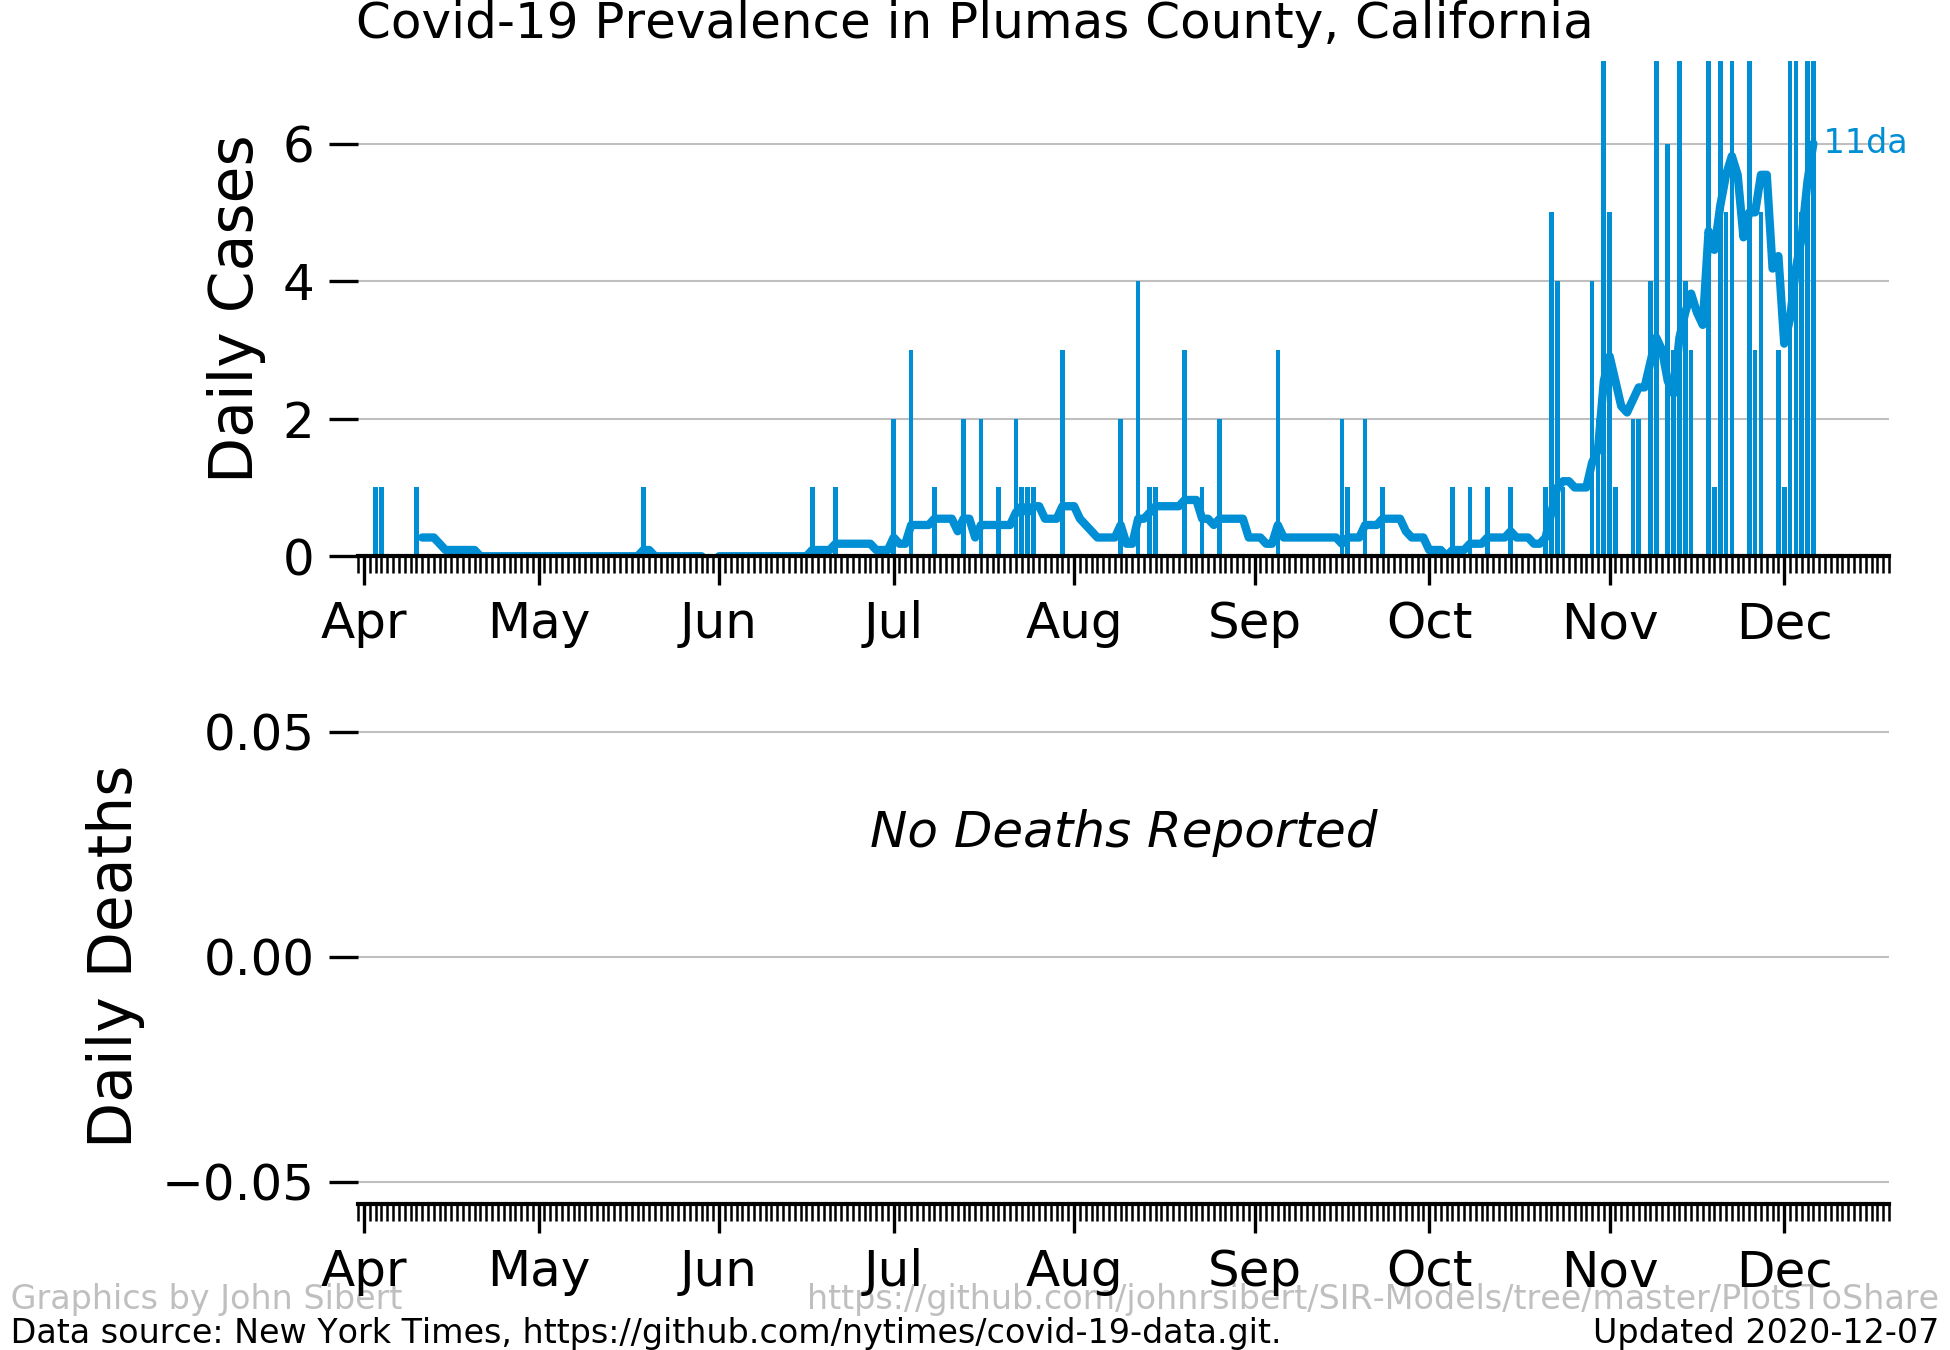 Covid-19 Prevalence in Plumas County, California
Daily Cases
6
4
2
0
11da
Apr May Jun Jul Aug Sep Oct Nov Dec
Daily Deaths
0.05
No Deaths Reported
0.00
−0.05
Apr May Jun Jul Aug Sep Oct Nov Dec
Graphics by John Sibert https://github.com/johnrsibert/SIR-Models/tree/master/PlotsToShare
Data source: New York Times, https://github.com/nytimes/covid-19-data.git. Updated 2020-12-07